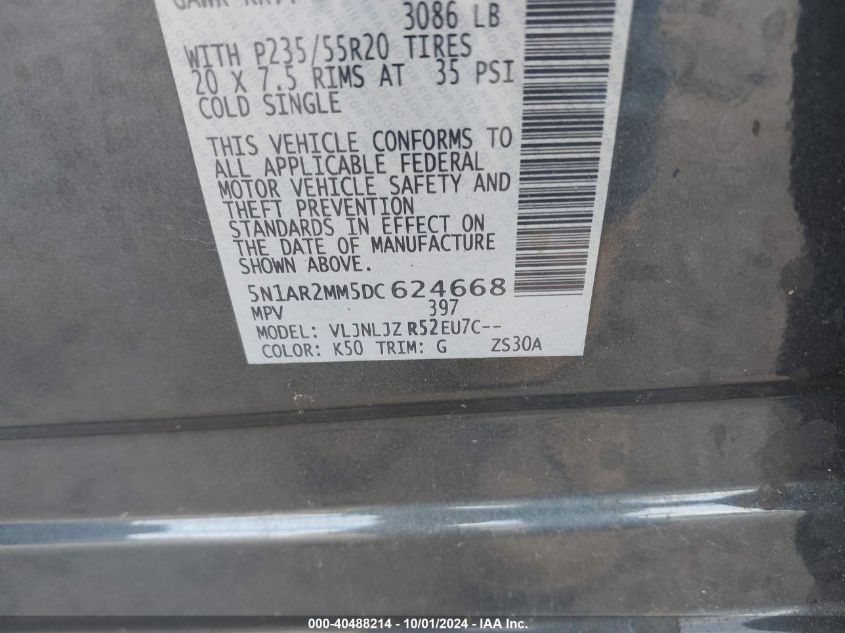 3086 LB
WITH P235/55R20 TIRES
20 X 7.5 RIMS AT 35 PSI
COLD SINGLE
THIS VEHICLE CONFORMS TO
ALL APPLICABLE FEDERAL
MOTOR VEHICLE SAFETY AND
THEFT PREVENTION
STANDARDS IN EFFECT ON
THE DATE OF MANUFACTURE
SHOWN ABOVE.
5N1AR2MM5DC624668
MPV 397
MODEL: VLJNLJZ R52EU7C--
COLOR: K50 TRIM: G ZS30A
000-40488214 - 10/01/2024 - IAAI Inc.